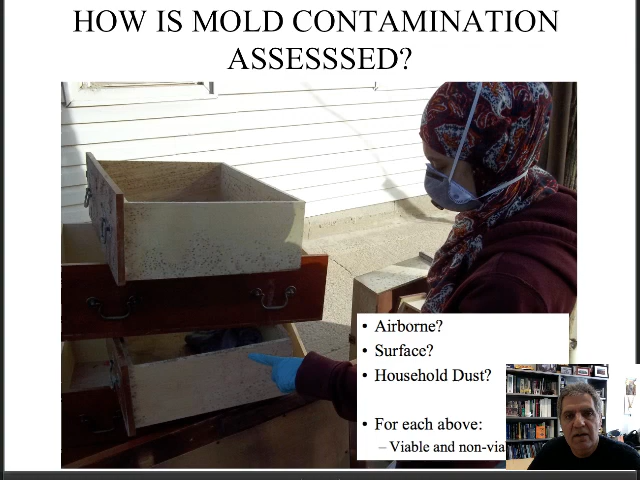 HOW IS MOLD CONTAMINATION
ASSESSSED?
• Airborne?
• Surface?
• Household Dust?
• For each above:
– Viable and non-via